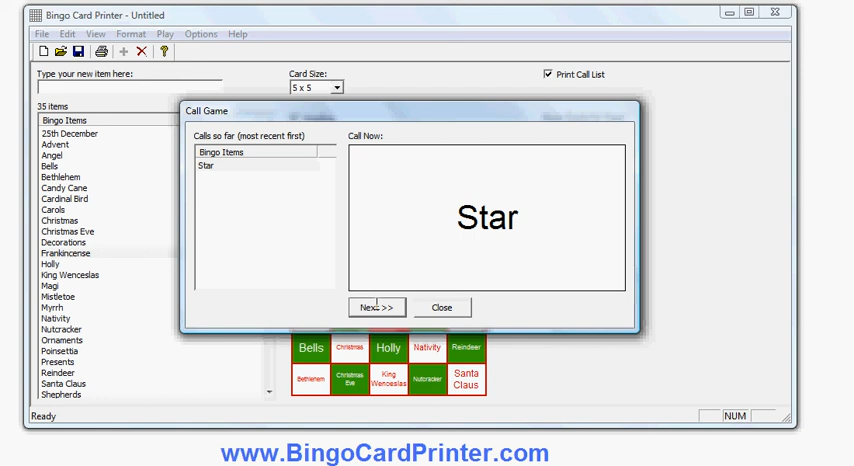 Bingo Card Printer - Untitled
File Edit View Format Play Options Help
Type your new item here:
Card Size:
Print Call List
5 x 5
35 items
Bingo Items
25th December
Advent
Angel
Bells
Bethlehem
Candy Cane
Cardinal Bird
Carols
Christmas
Christmas Eve
Decorations
Frankincense
Holly
King Wenceslas
Magi
Mistletoe
Myrrh
Nativity
Nutcracker
Ornaments
Poinsettia
Presents
Reindeer
Santa Claus
Shepherds
Call Game
Calls so far (most recent first)
Call Now:
Bingo Items
Star
Star
Next >>
Close
Bells Christmas Holly Nativity Reindeer
Bethlehem Christmas Eve King Wenceslas Nutcracker Santa Claus
Ready
NUM
www.BingoCardPrinter.com